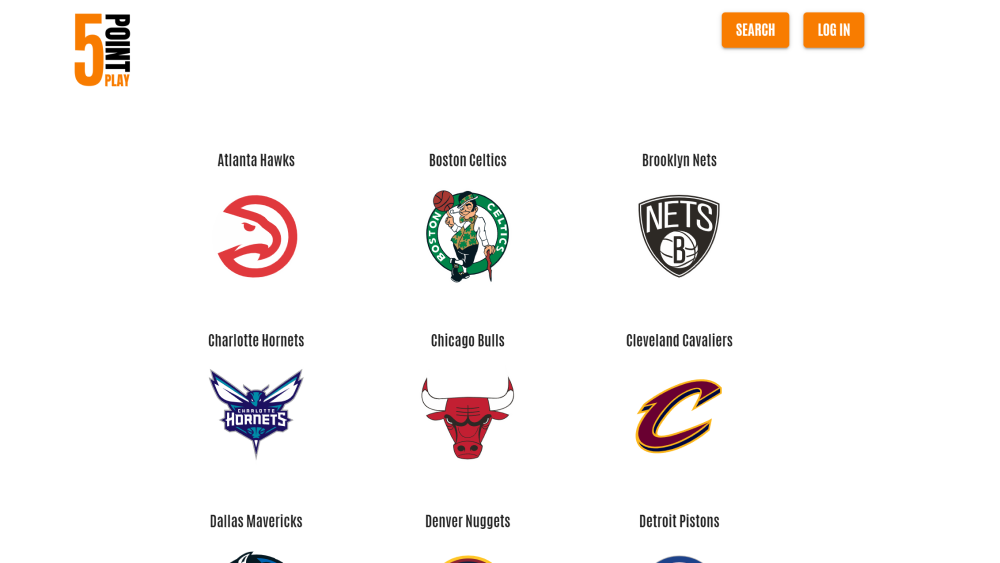 5 POINT PLAY
SEARCH
LOG IN
Atlanta Hawks
Boston Celtics
Brooklyn Nets
BOSTON CELTICS
NETS
B
Charlotte Hornets
Chicago Bulls
Cleveland Cavaliers
CHARLOTTE
HORNETS
C
Dallas Mavericks
Denver Nuggets
Detroit Pistons